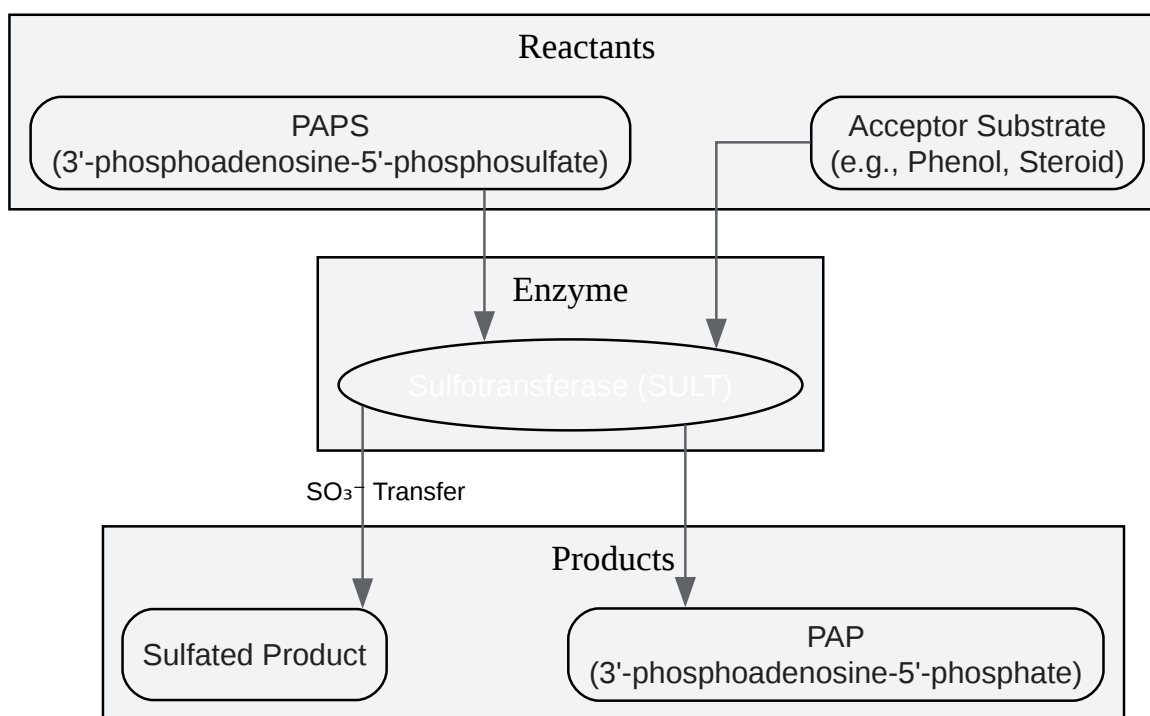 Reactants
PAPS
(3'-phosphoadenosine-5'-phosphosulfate)
Acceptor Substrate
(e.g., Phenol, Steroid)
Enzyme
Sulfotransferase (SULT)
SO₃⁻ Transfer
Products
Sulfated Product
PAP
(3'-phosphoadenosine-5'-phosphate)